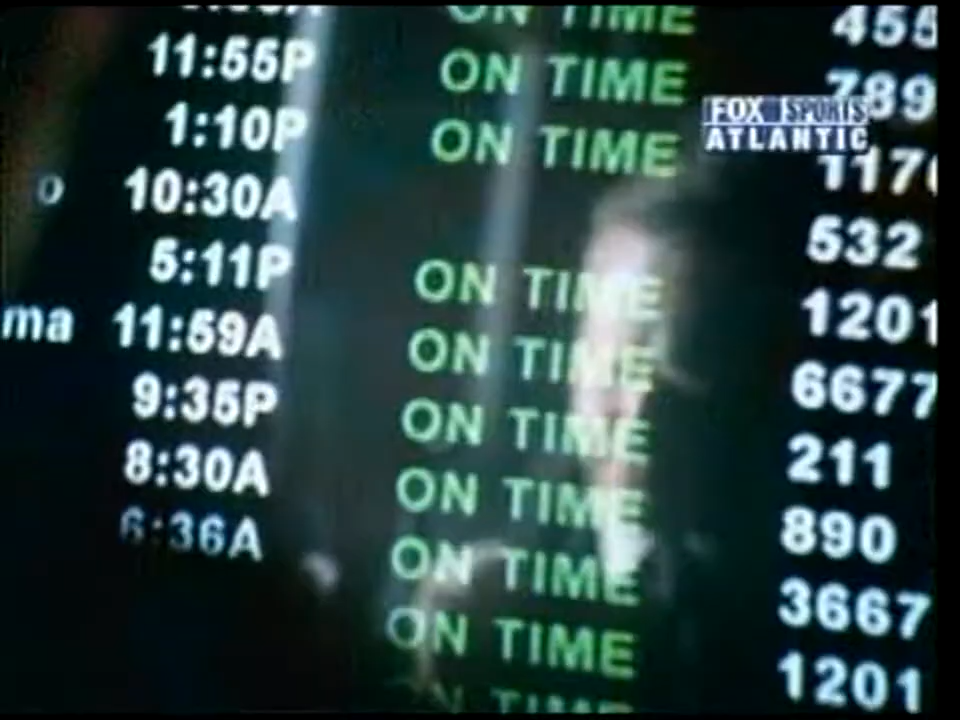 ON TIME 455
11:55P ON TIME 789
FOX SPORTS
ATLANTIC
1:10P ON TIME
o 10:30A 532
5:11P ON TIME 1201
ma 11:59A ON TIME 6677
9:35P ON TIME 211
8:30A ON TIME 890
6:36A ON TIME 3667
ON TIME 1201
ON TIME